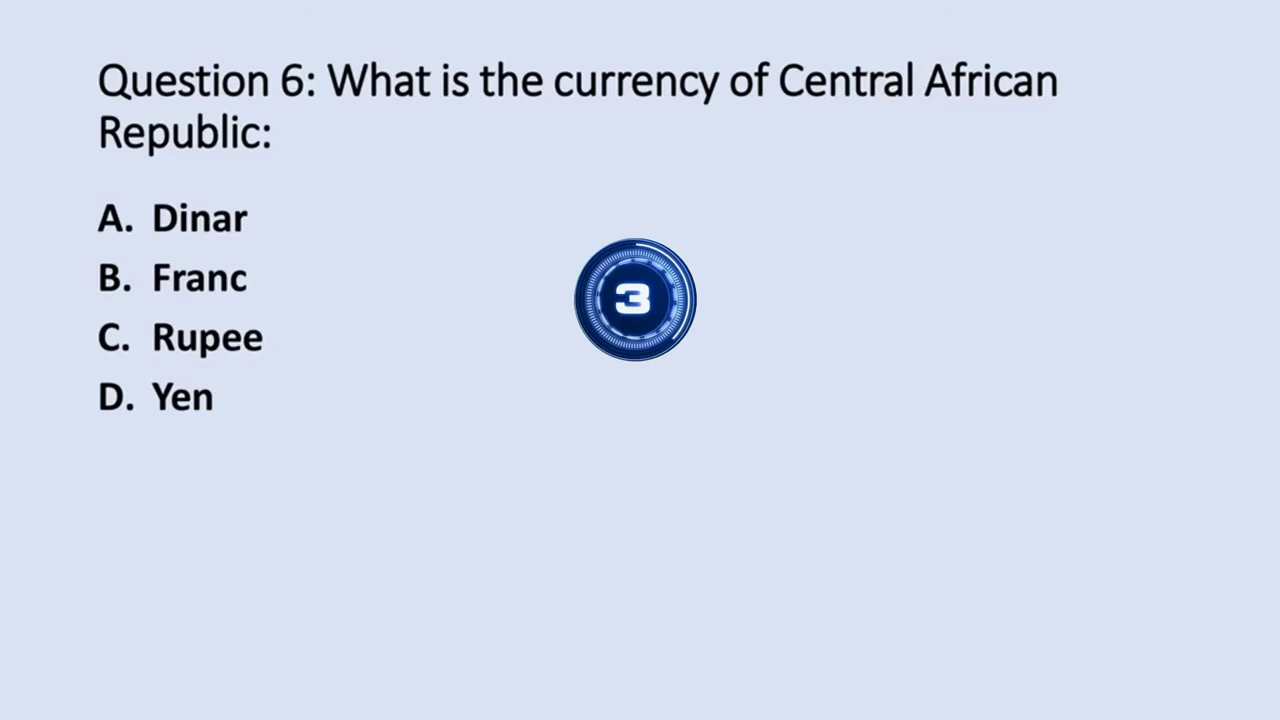 Question 6: What is the currency of Central African
Republic:
A. Dinar
B. Franc
3
C. Rupee
D. Yen